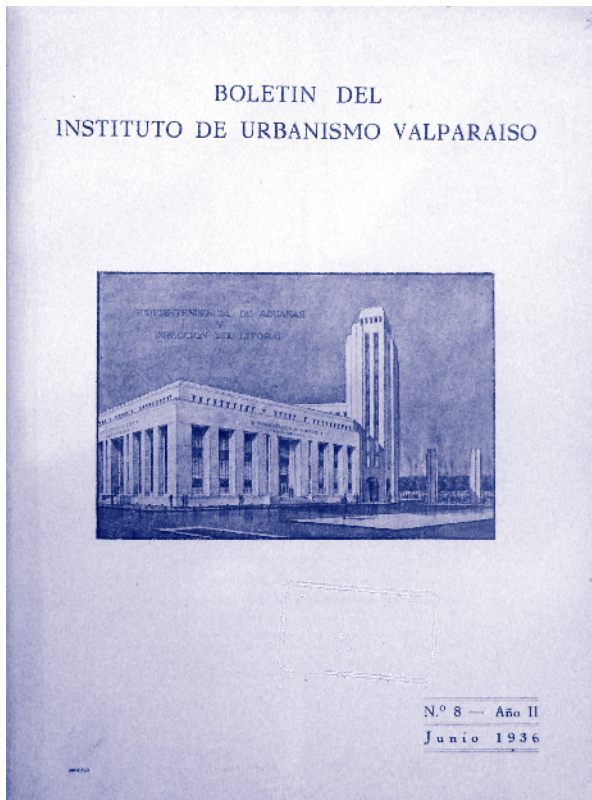 BOLETIN DEL
INSTITUTO DE URBANISMO VALPARAISO
SUPERINTENDENCIA DE ADUANAS
Y
DIRECCION DEL LITORAL
N.º 8 — Año II
Junio 1936